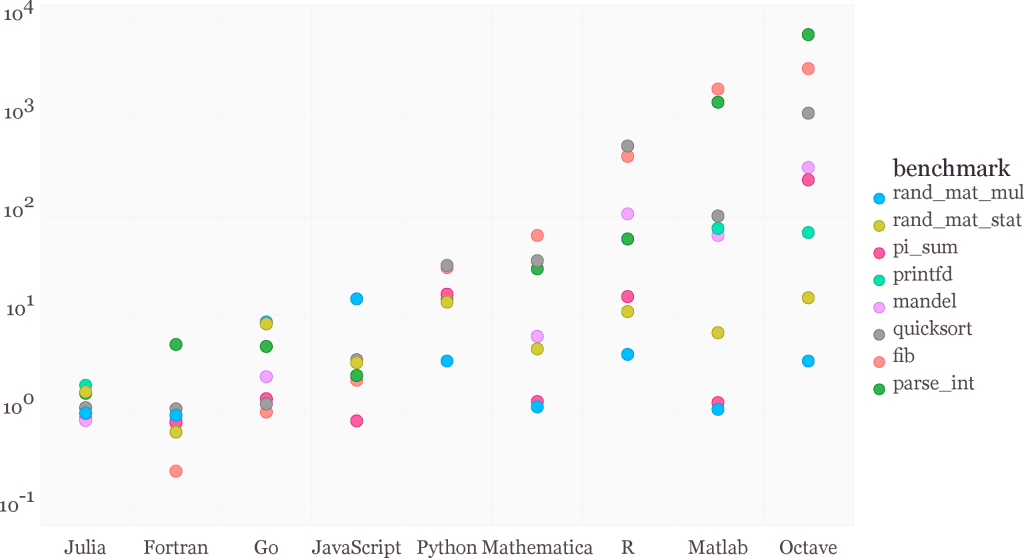 10^4
10^3
10^2
10^1
10^0
10^-1
Julia Fortran Go JavaScript Python Mathematica R Matlab Octave
benchmark
rand_mat_mul
rand_mat_stat
pi_sum
printfd
mandel
quicksort
fib
parse_int